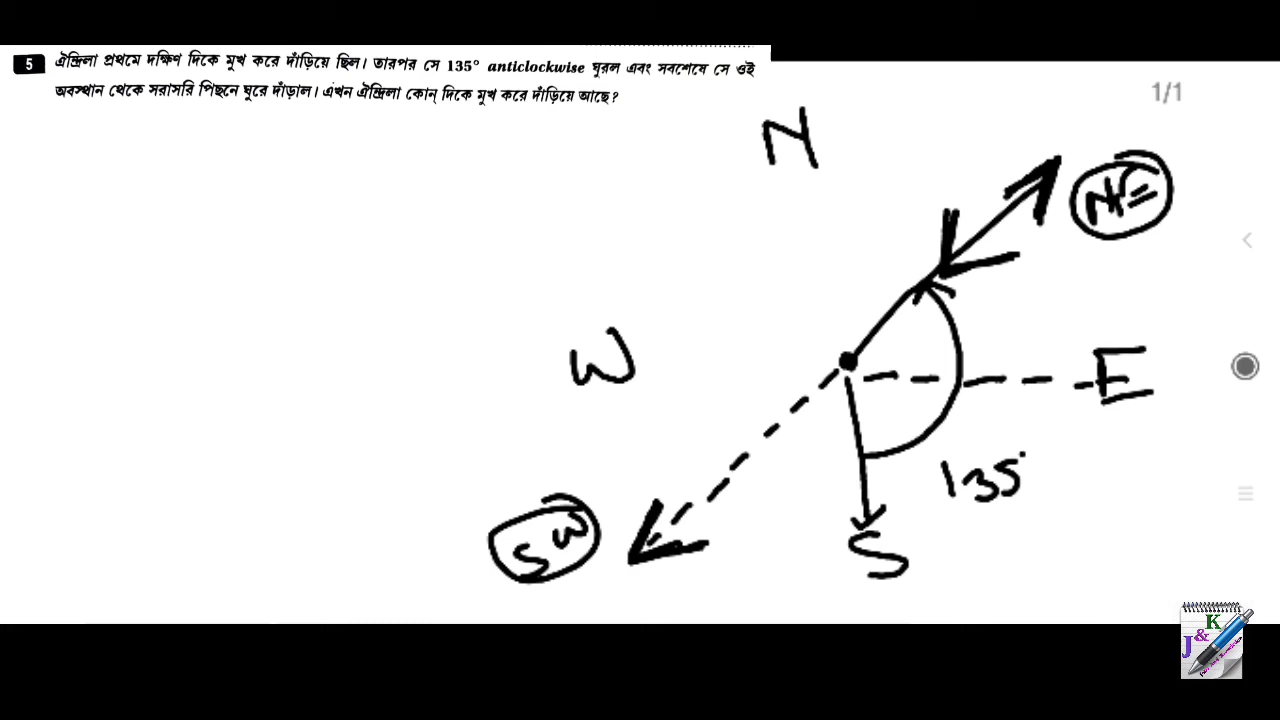 5 ঐন্দ্রিলা প্রথমে দক্ষিণ দিকে মুখ করে দাঁড়িয়ে ছিল। তারপর সে 135° anticlockwise ঘুরল এবং সবশেষে সে ওই
অবস্থান থেকে সরাসরি পিছনে ঘুরে দাঁড়াল। এখন ঐন্দ্রিলা কোন্ দিকে মুখ করে দাঁড়িয়ে আছে?
1/1
N
NE
W
E
135°
SW
S
J&K